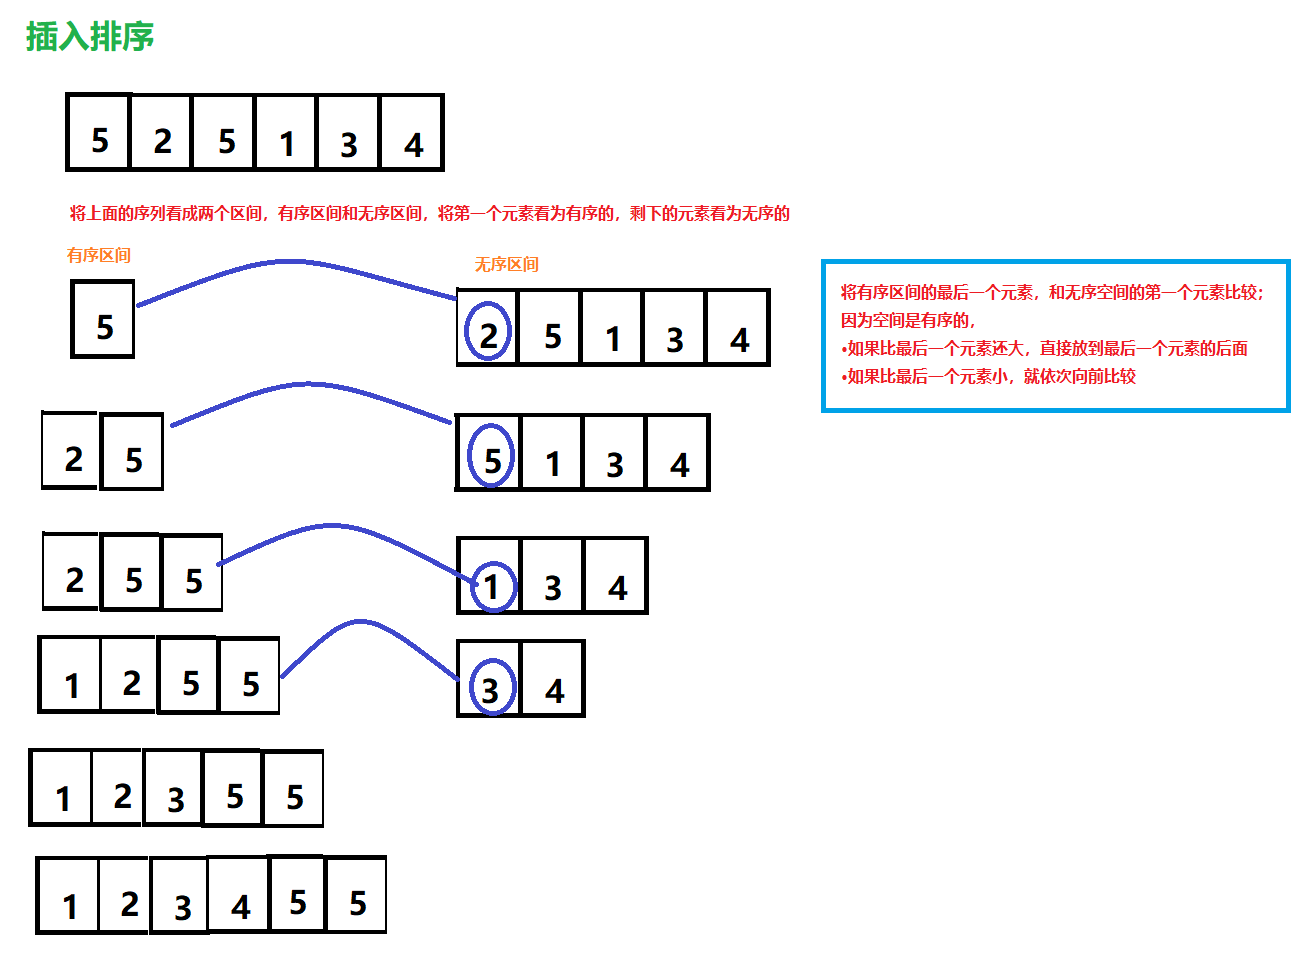 插入排序
5 2 5 1 3 4
将上面的序列看成两个区间，有序区间和无序区间，将第一个元素看为有序的，剩下的元素看为无序的
有序区间
无序区间
5
2 5 1 3 4
将有序区间的最后一个元素，和无序空间的第一个元素比较；
因为空间是有序的，
•如果比最后一个元素还大，直接放到最后一个元素的后面
•如果比最后一个元素小，就依次向前比较
2 5
5 1 3 4
2 5 5
1 3 4
1 2 5 5
3 4
1 2 3 5 5
1 2 3 4 5 5